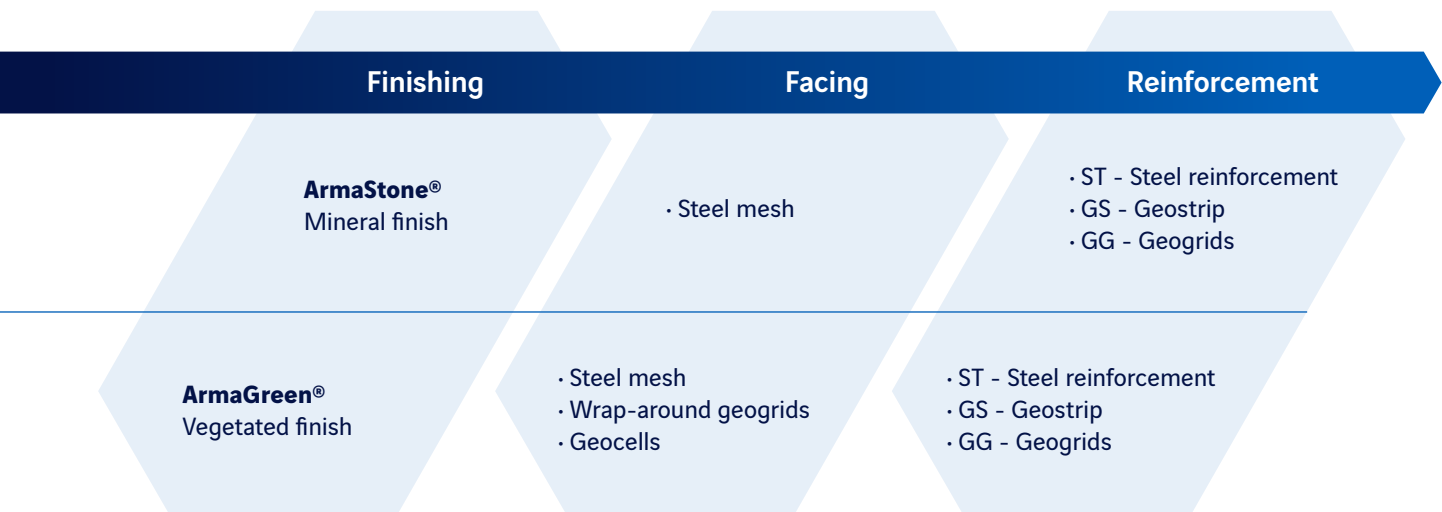 Finishing
Facing
Reinforcement
ArmaStone®
Mineral finish
· Steel mesh
· ST - Steel reinforcement
· GS - Geostrip
· GG - Geogrids
ArmaGreen®
Vegetated finish
· Steel mesh
· Wrap-around geogrids
· Geocells
· ST - Steel reinforcement
· GS - Geostrip
· GG - Geogrids